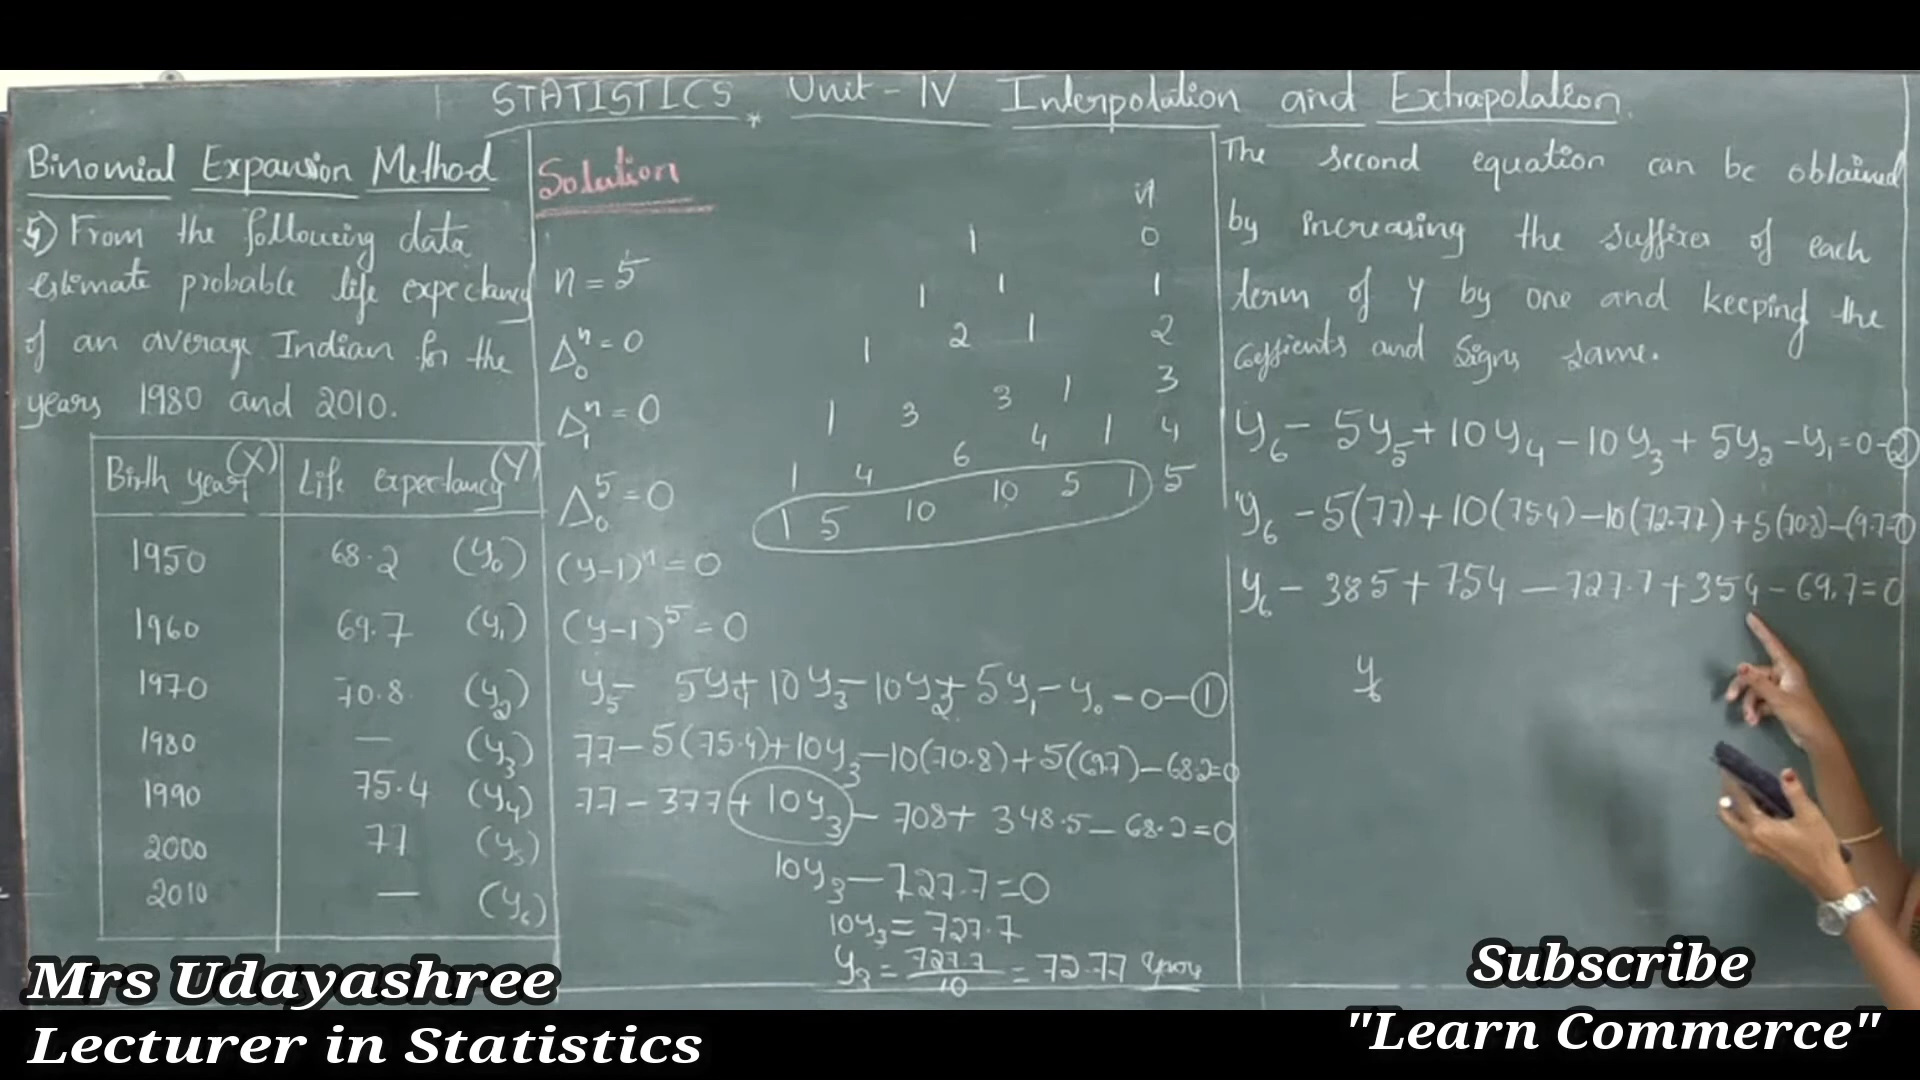 STATISTICS Unit - IV Interpolation and Extrapolation.
Binomial Expansion Method
5) From the following data
estimate probable life expectancy
of an average Indian for the
years 1980 and 2010.
Birth year (X) Life expectancy (Y)
1950 68.2 (y₀)
1960 69.7 (y₁)
1970 70.8 (y₂)
1980 — (y₃)
1990 75.4 (y₄)
2000 77 (y₅)
2010 — (y₆)
Solution
n = 5
Δ₀ⁿ = 0
Δ₁ⁿ = 0
Δ₀⁵ = 0
(y-1)ⁿ = 0
(y-1)⁵ = 0
n
1 0
1 1 1
1 2 1 2
1 3 3 1 3
1 4 6 4 1 4
1 5 10 10 5 1 5
y₅ - 5y₄ + 10y₃ - 10y₂ + 5y₁ - y₀ - 0 - ①
77 - 5(75.4) + 10y₃ - 10(70.8) + 5(69.7) - 68.2 = 0
77 - 377 + 10y₃ - 708 + 348.5 - 68.2 = 0
10y₃ - 727.7 = 0
10y₃ = 727.7
y₃ = 727.7/10 = 72.77
The second equation can be obtained
by increasing the suffixes of each
term of Y by one and keeping the
Coffients and Signs same.
y₆ - 5y₅ + 10y₄ - 10y₃ + 5y₂ - y₁ = 0 - ②
y₆ - 5(77) + 10(75.4) - 10(72.77) + 5(70.8) - (69.7 = 0
y₆ - 385 + 754 - 727.7 + 354 - 69.7 = 0
y₆
Mrs Udayashree
Lecturer in Statistics
Subscribe
"Learn Commerce"